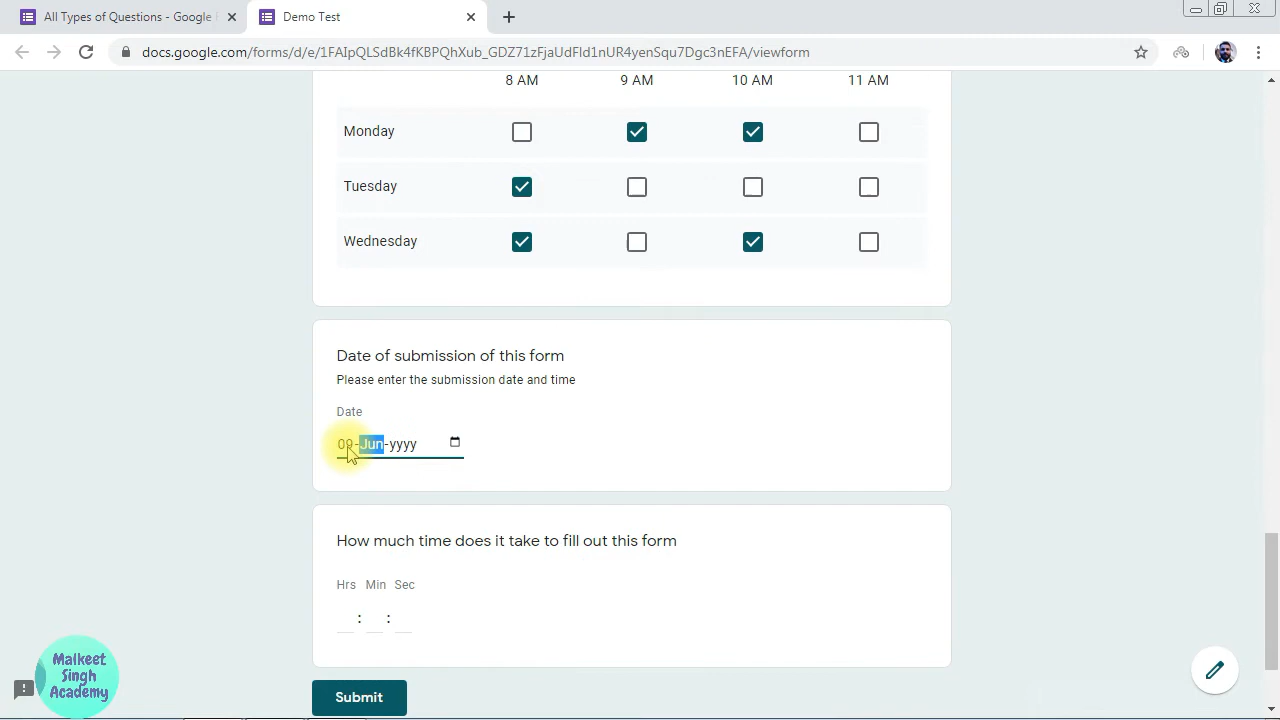 All Types of Questions - Google
Demo Test
docs.google.com/forms/d/e/1FAIpQLSdBk4fKBPQhXub_GDZ71zFjaUdFld1nUR4yenSqu7Dgc3nEFA/viewform
8 AM 9 AM 10 AM 11 AM
Monday
Tuesday
Wednesday
Date of submission of this form
Please enter the submission date and time
Date
09-Jun-yyyy
How much time does it take to fill out this form
Hrs Min Sec
: :
Submit
Malkeet
Singh
Academy